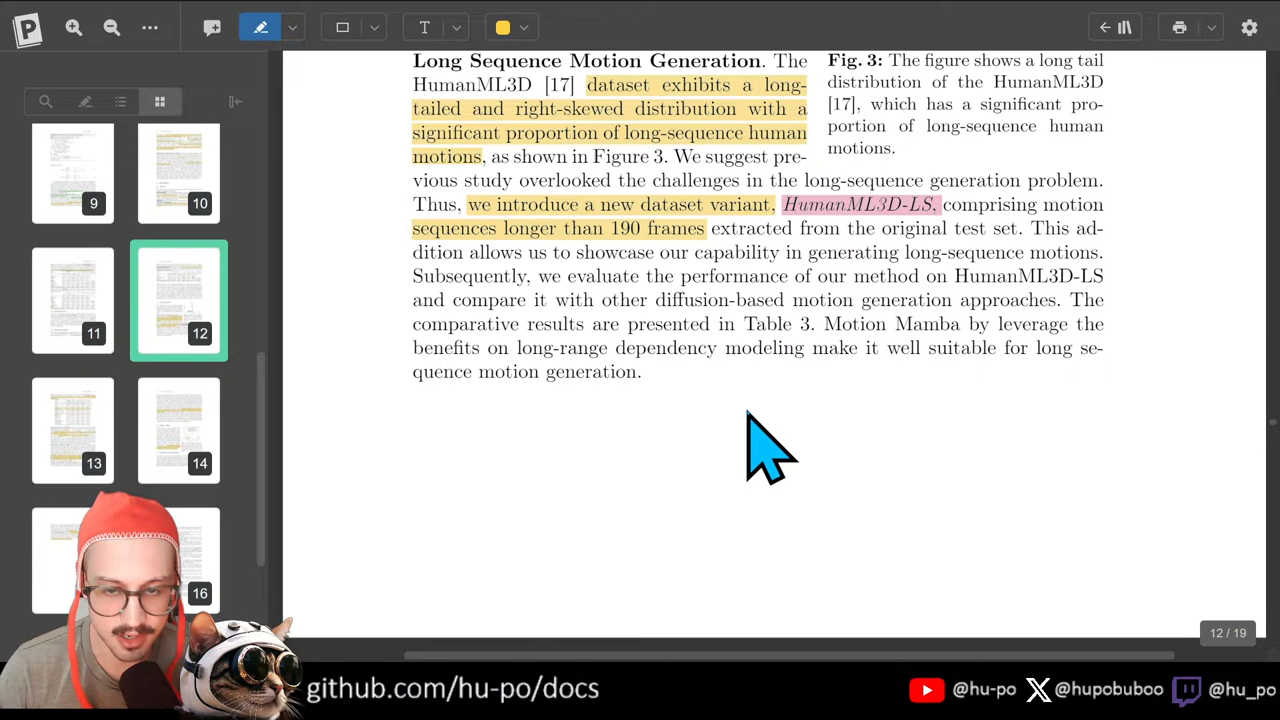 Long Sequence Motion Generation. The
HumanML3D [17] dataset exhibits a long-
tailed and right-skewed distribution with a
significant proportion of long-sequence human
motions, as shown in Figure 3. We suggest pre-
Fig. 3: The figure shows a long tail
distribution of the HumanML3D
[17], which has a significant pro-
portion of long-sequence human
motions.
vious study overlooked the challenges in the long-sequence generation problem.
Thus, we introduce a new dataset variant, HumanML3D-LS, comprising motion
sequences longer than 190 frames extracted from the original test set. This ad-
dition allows us to showcase our capability in generating long-sequence motions.
Subsequently, we evaluate the performance of our method on HumanML3D-LS
and compare it with other diffusion-based motion generation approaches. The
comparative results are presented in Table 3. Motion Mamba by leverage the
benefits on long-range dependency modeling make it well suitable for long se-
quence motion generation.
9
10
11
12
13
14
16
12 / 19
github.com/hu-po/docs
@hu-po
@hupobuboo
@hu_po